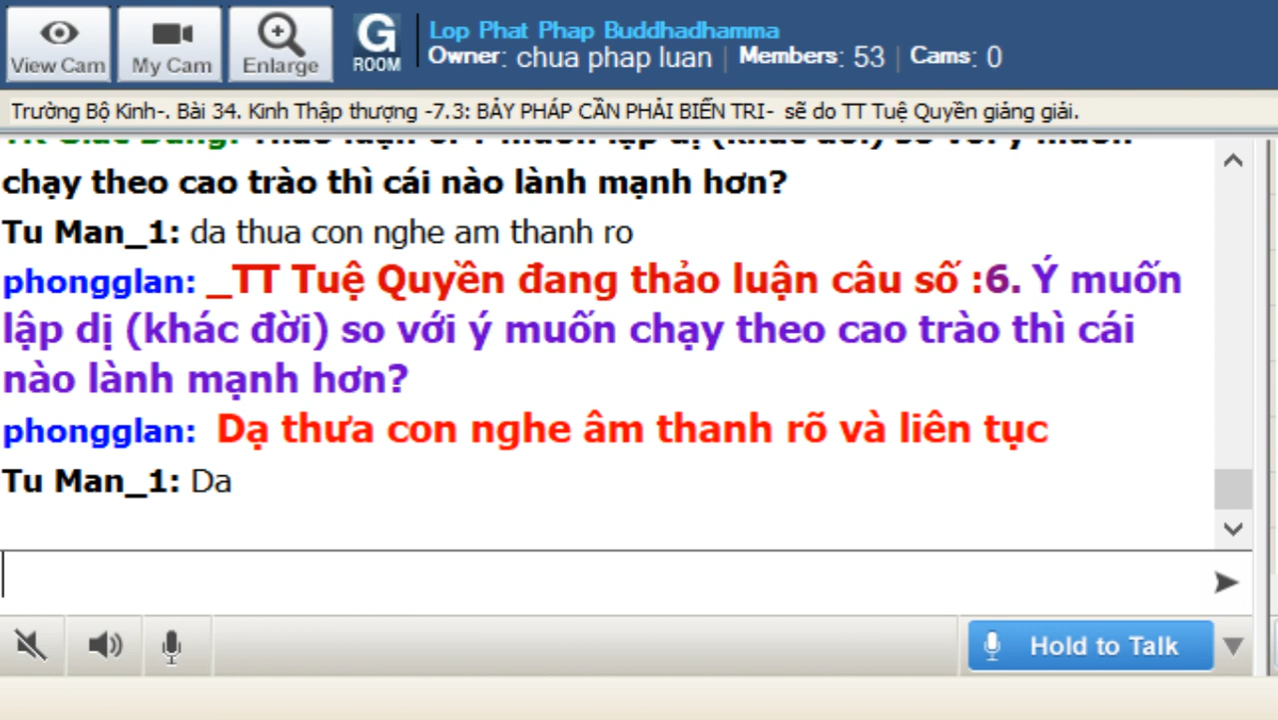 Lop Phat Phap Buddhadhamma
View Cam My Cam Enlarge G ROOM Owner: chua phap luan | Members: 53 | Cams: 0
Trường Bộ Kinh-. Bài 34. Kinh Thập thượng -7.3: BẢY PHÁP CẦN PHẢI BIẾN TRI- sẽ do TT Tuệ Quyền giảng giải.
chạy theo cao trào thì cái nào lành mạnh hơn?
Tu Man_1: da thua con nghe am thanh ro
phongglan: _TT Tuệ Quyền đang thảo luận câu số :6. Ý muốn
lập dị (khác đời) so với ý muốn chạy theo cao trào thì cái
nào lành mạnh hơn?
phongglan: Dạ thưa con nghe âm thanh rõ và liên tục
Tu Man_1: Da
Hold to Talk